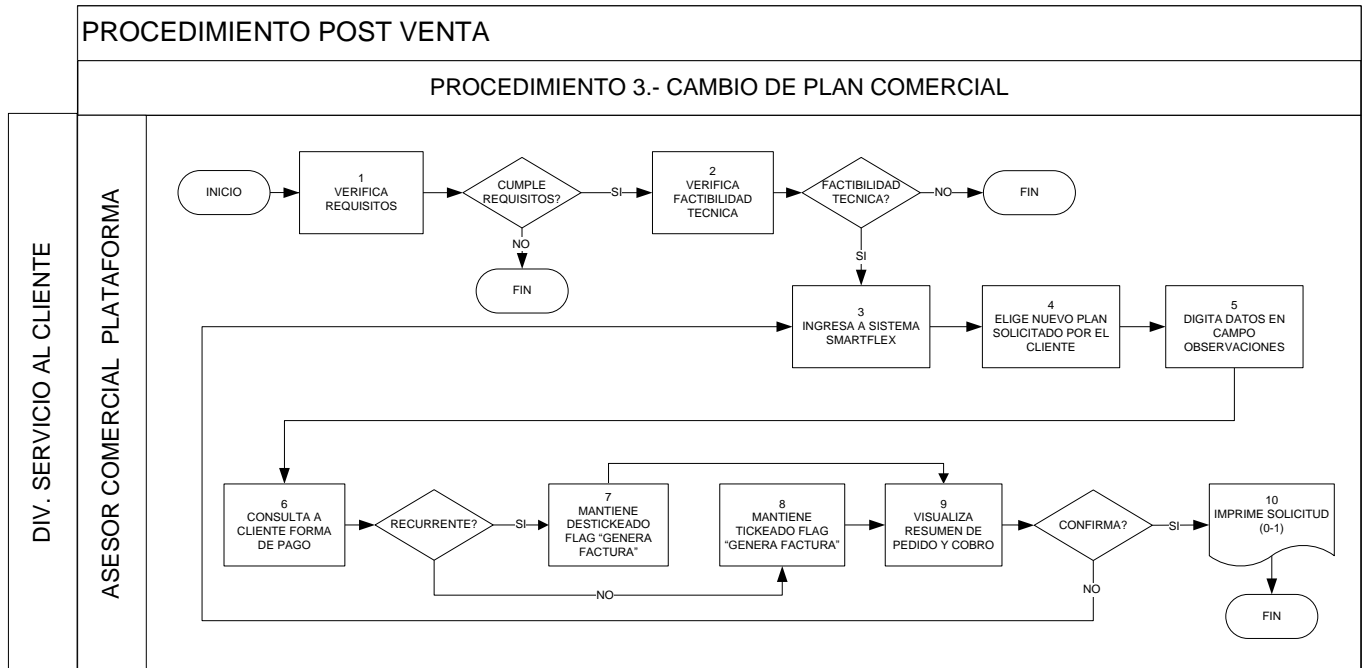 PROCEDIMIENTO POST VENTA
PROCEDIMIENTO 3.- CAMBIO DE PLAN COMERCIAL
DIV. SERVICIO AL CLIENTE
ASESOR COMERCIAL PLATAFORMA
INICIO
1
VERIFICA
REQUISITOS
CUMPLE
REQUISITOS?
SI
NO
FIN
2
VERIFICA
FACTIBILIDAD
TECNICA
FACTIBILIDAD
TECNICA?
NO
FIN
SI
3
INGRESA A SISTEMA
SMARTFLEX
4
ELIGE NUEVO PLAN
SOLICITADO POR EL
CLIENTE
5
DIGITA DATOS EN
CAMPO
OBSERVACIONES
6
CONSULTA A
CLIENTE FORMA
DE PAGO
RECURRENTE?
SI
NO
7
MANTIENE
DESTICKEADO
FLAG “GENERA
FACTURA”
8
MANTIENE
TICKEADO FLAG
“GENERA FACTURA”
9
VISUALIZA
RESUMEN DE
PEDIDO Y COBRO
CONFIRMA?
SI
NO
10
IMPRIME SOLICITUD
(0-1)
FIN